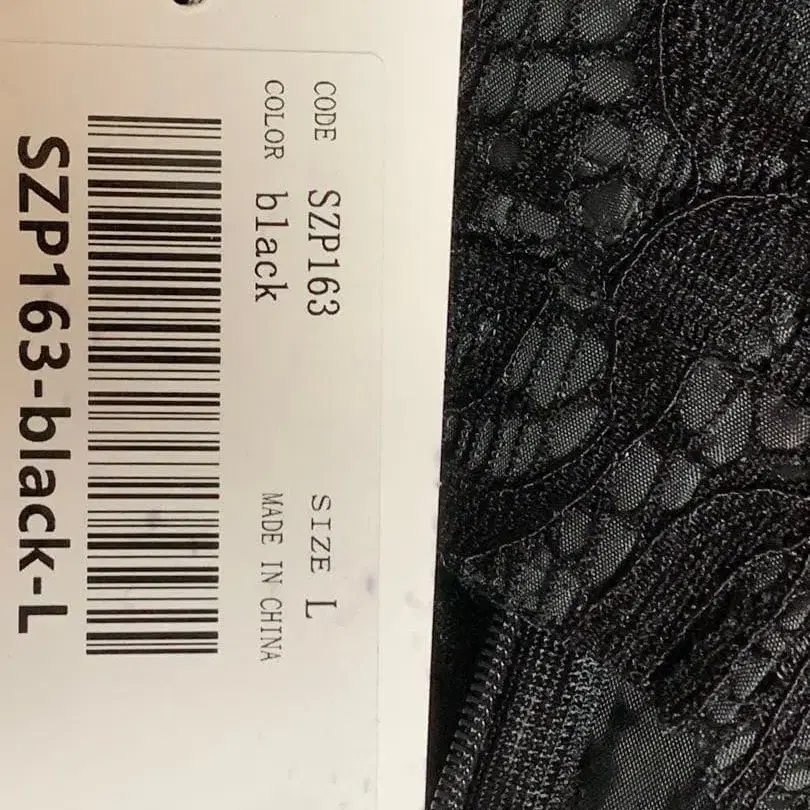 CODE SZP163 SIZE L
COLOR black MADE IN CHINA
SZP163-black-L